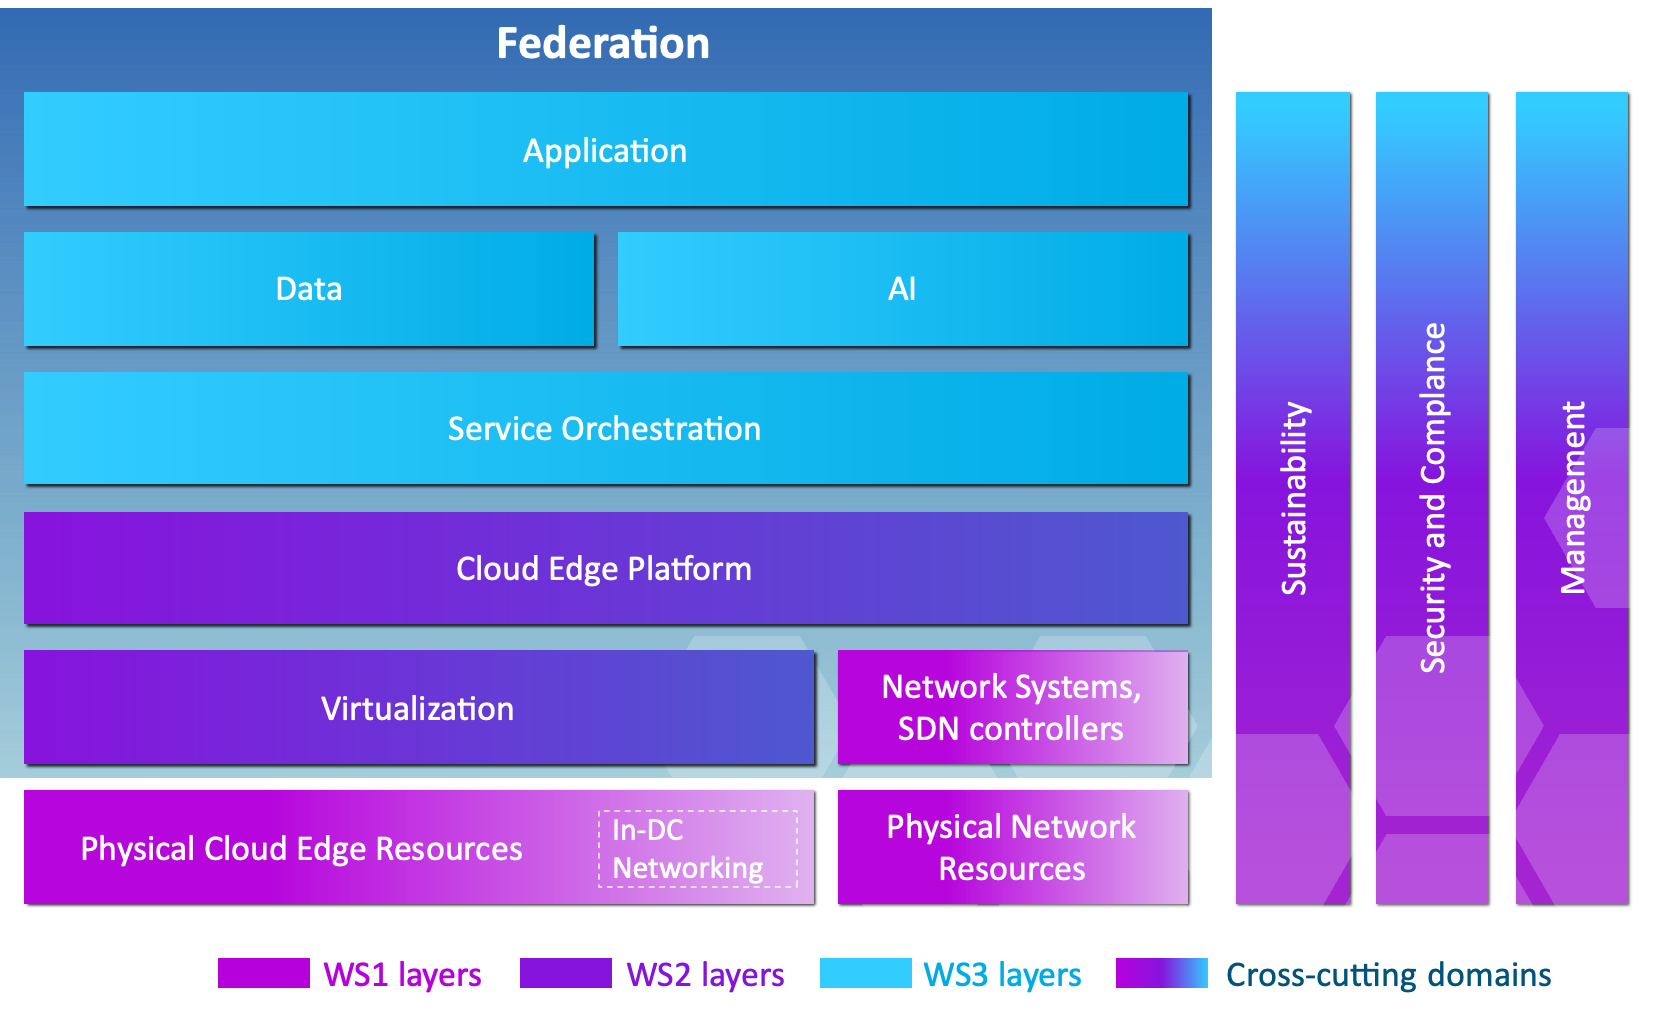 Federation
Application
Data
AI
Service Orchestration
Cloud Edge Platform
Virtualization
Network Systems,
SDN controllers
Physical Cloud Edge Resources
In-DC
Networking
Physical Network
Resources
Sustainability
Security and Complance
Management
WS1 layers
WS2 layers
WS3 layers
Cross-cutting domains